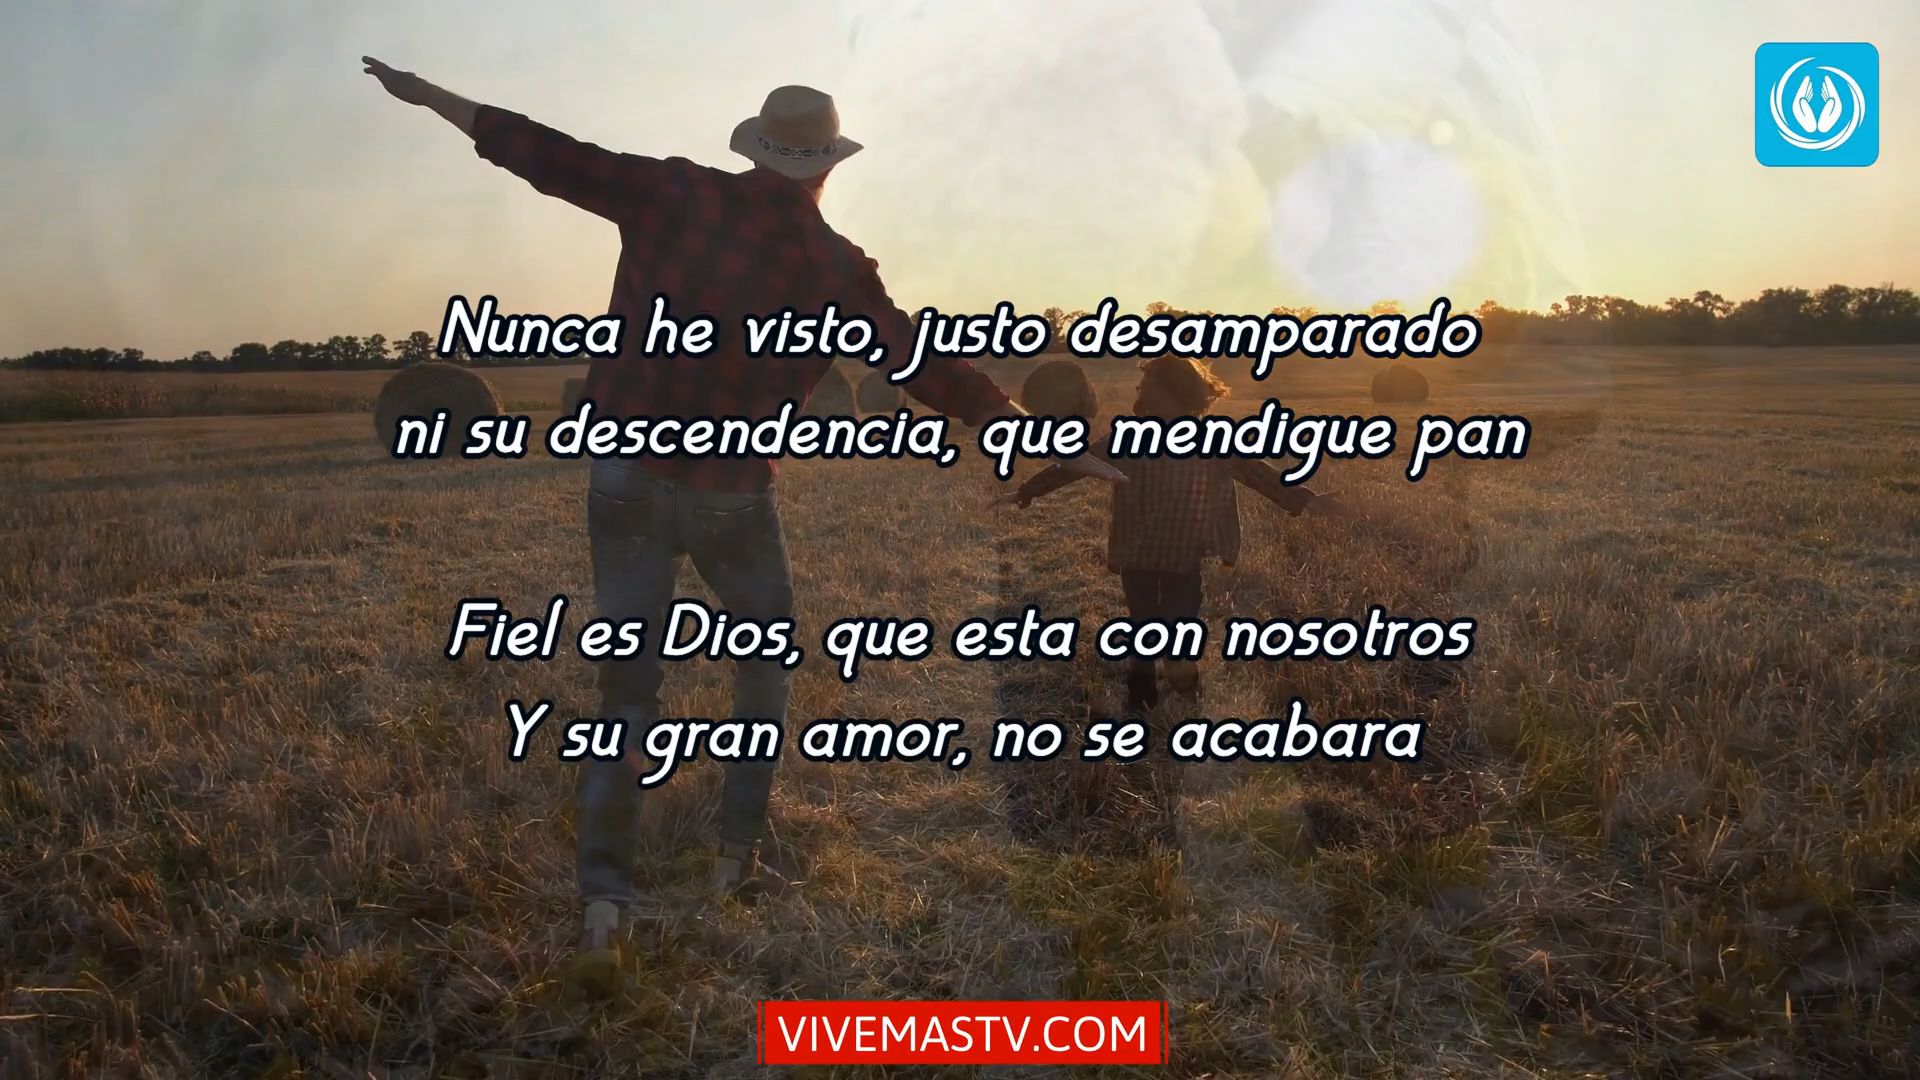 Nunca he visto, justo desamparado
ni su descendencia, que mendigue pan
Fiel es Dios, que esta con nosotros
Y su gran amor, no se acabara
VIVEMASTV.COM